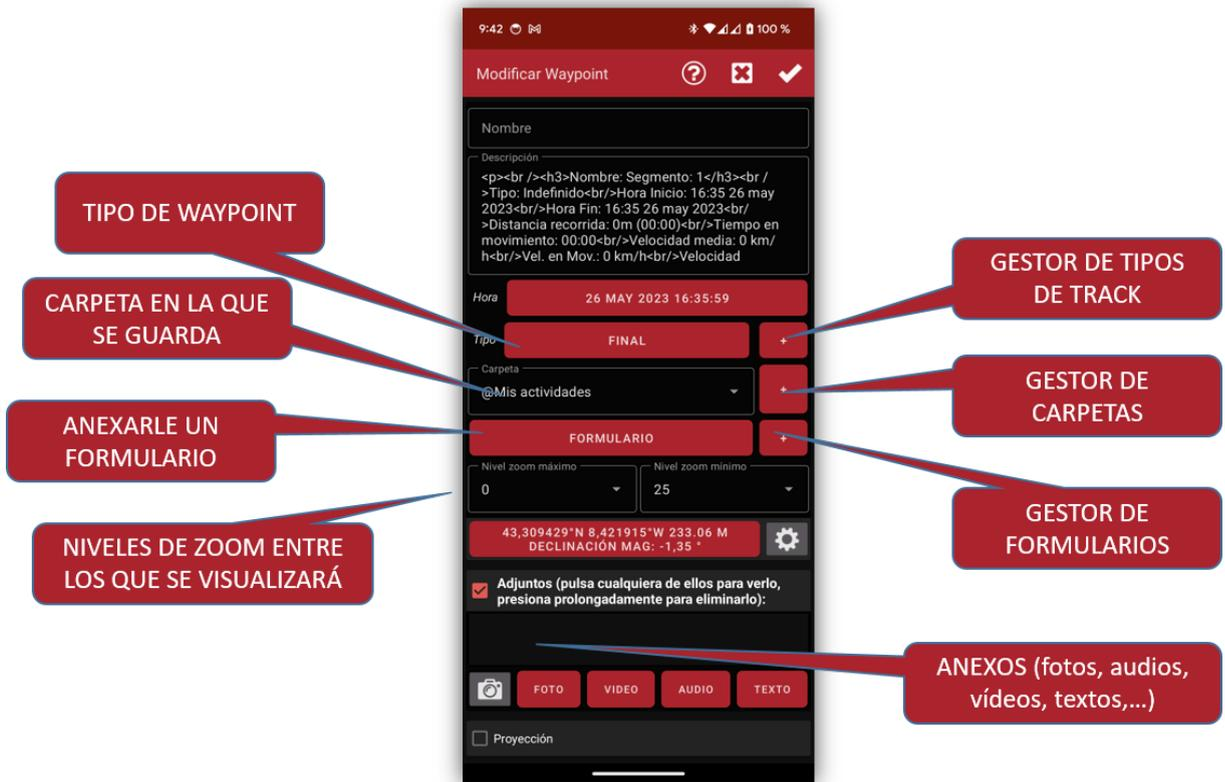 9:42
100 %
Modificar Waypoint
Nombre
Descripción
<p><br /><h3>Nombre: Segmento: 1</h3><br /
>Tipo: Indefinido<br/>Hora Inicio: 16:35 26 may
2023<br/>Hora Fin: 16:35 26 may 2023<br/
>Distancia recorrida: 0m (00:00)<br/>Tiempo en
movimiento: 00:00<br/>Velocidad media: 0 km/
h<br/>Vel. en Mov.: 0 km/h<br/>Velocidad
TIPO DE WAYPOINT
GESTOR DE TIPOS
DE TRACK
Hora
26 MAY 2023 16:35:59
CARPETA EN LA QUE
SE GUARDA
Tipo
FINAL
+
Carpeta
@Mis actividades
+
GESTOR DE
CARPETAS
ANEXARLE UN
FORMULARIO
FORMULARIO
+
Nivel zoom máximo
0
Nivel zoom mínimo
25
GESTOR DE
FORMULARIOS
NIVELES DE ZOOM ENTRE
LOS QUE SE VISUALIZARÁ
43,309429°N 8,421915°W 233.06 M
DECLINACIÓN MAG: -1,35 °
Adjuntos (pulsa cualquiera de ellos para verlo,
presiona prolongadamente para eliminarlo):
ANEXOS (fotos, audios,
vídeos, textos,...)
FOTO
VIDEO
AUDIO
TEXTO
Proyección